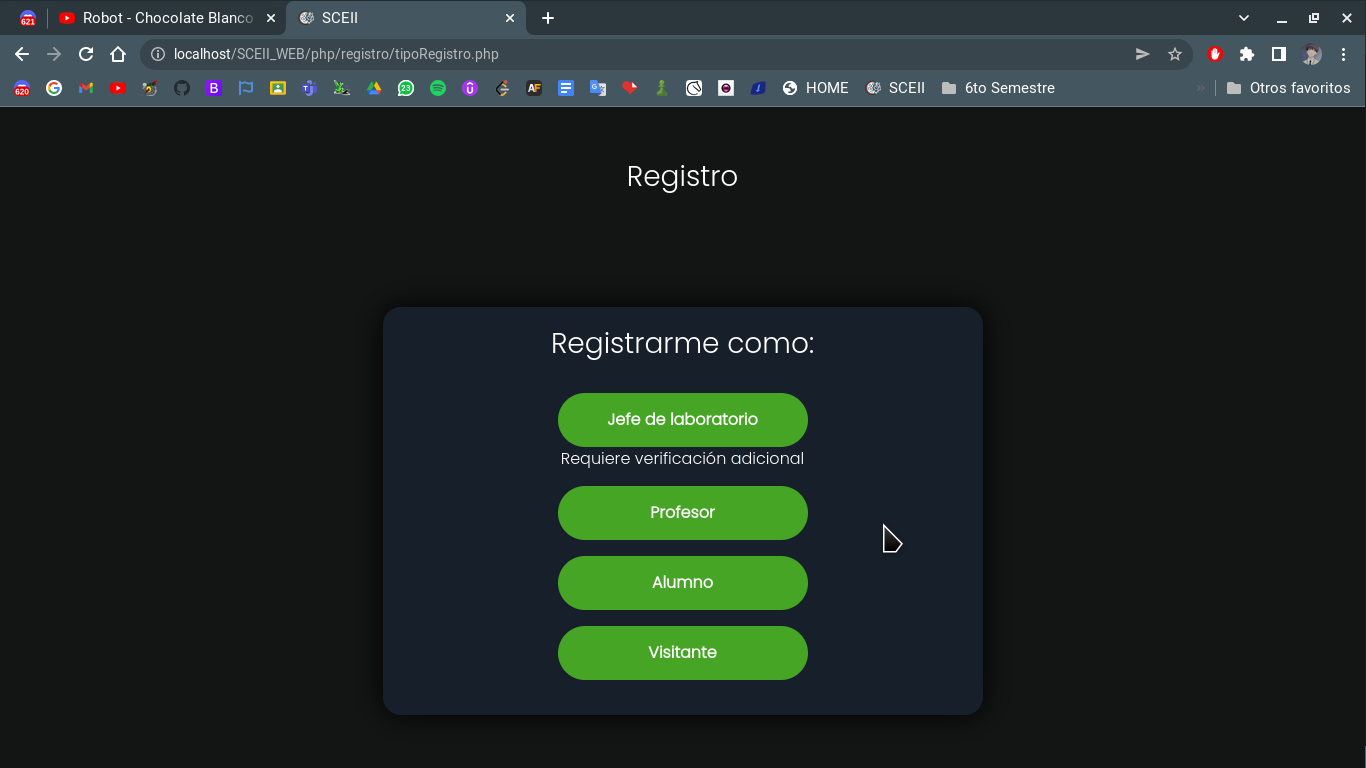 621
Robot - Chocolate Blanco
SCEII
localhost/SCEII_WEB/php/registro/tipoRegistro.php
620
B
23
AF
HOME
SCEII
6to Semestre
Otros favoritos
Registro
Registrarme como:
Jefe de laboratorio
Requiere verificación adicional
Profesor
Alumno
Visitante